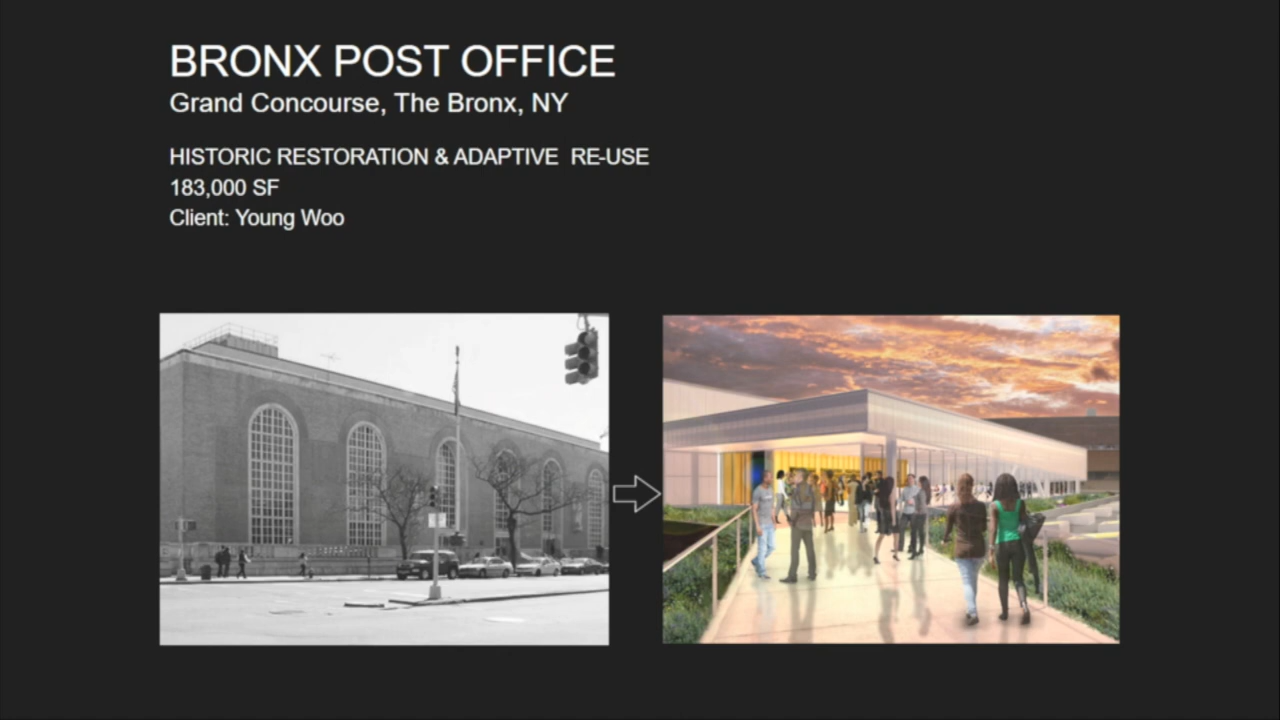 BRONX POST OFFICE
Grand Concourse, The Bronx, NY
HISTORIC RESTORATION & ADAPTIVE RE-USE
183,000 SF
Client: Young Woo